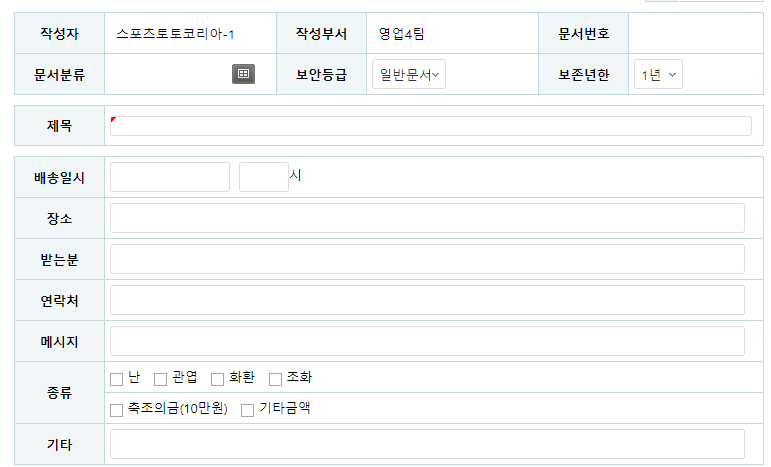 작성자 스포츠토토코리아-1 작성부서 영업4팀 문서번호
문서분류 보안등급 일반문서 보존년한 1년
제목
배송일시 시
장소
받는분
연락처
메시지
종류
난 관엽 화환 조화
축조의금(10만원) 기타금액
기타